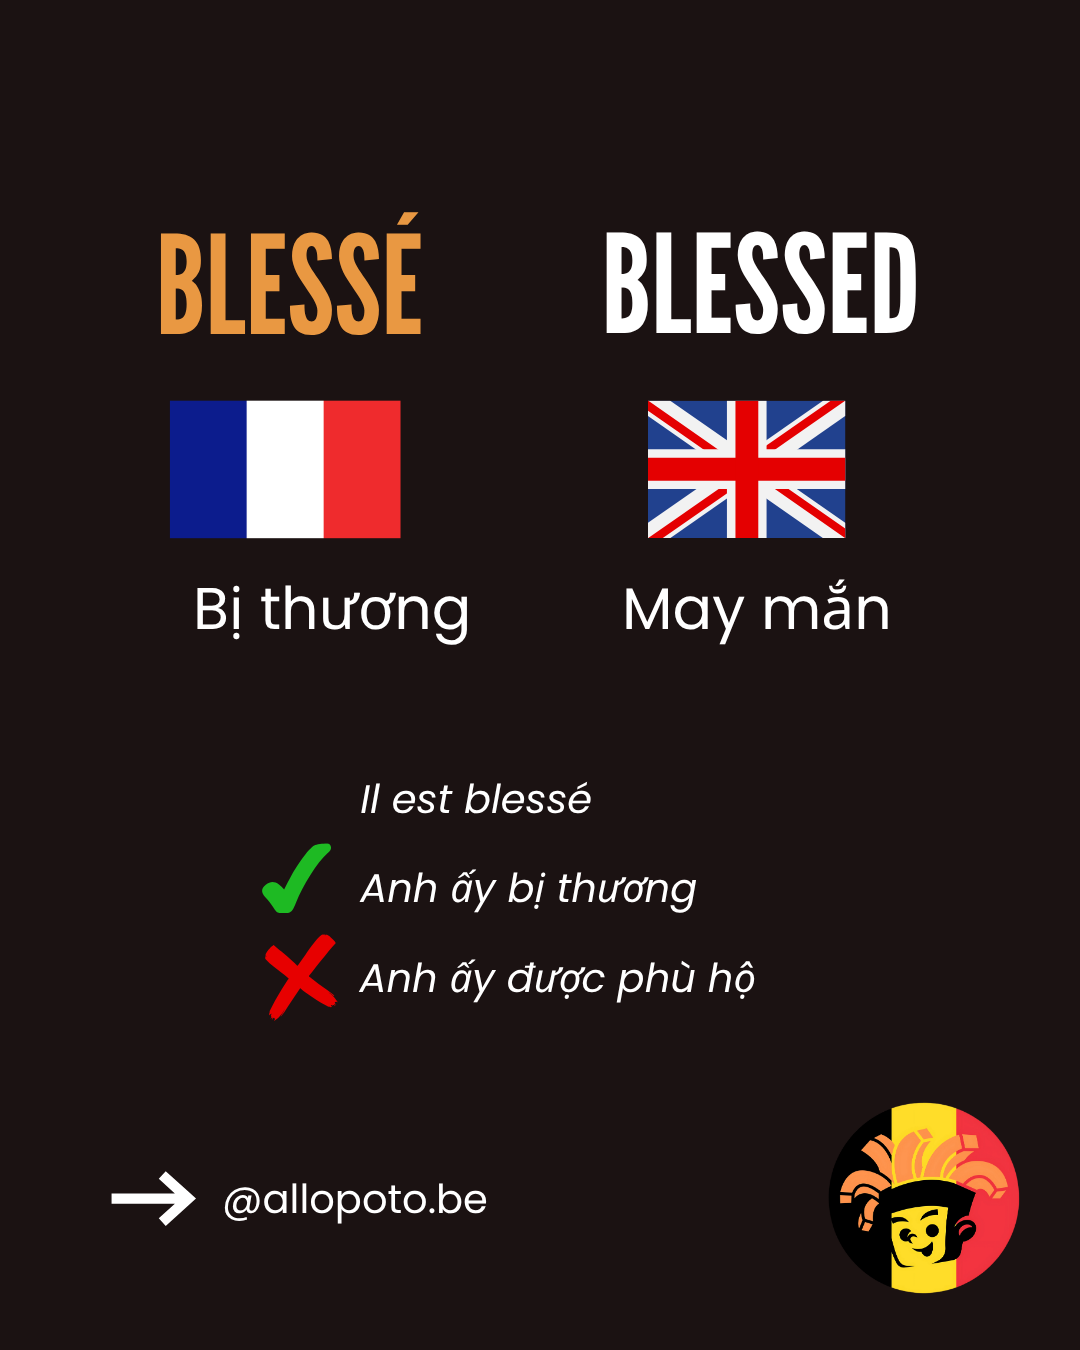 BLESSÉ
BLESSED
Bị thương
May mắn
Il est blessé
Anh ấy bị thương
Anh ấy được phù hộ
@allopoto.be